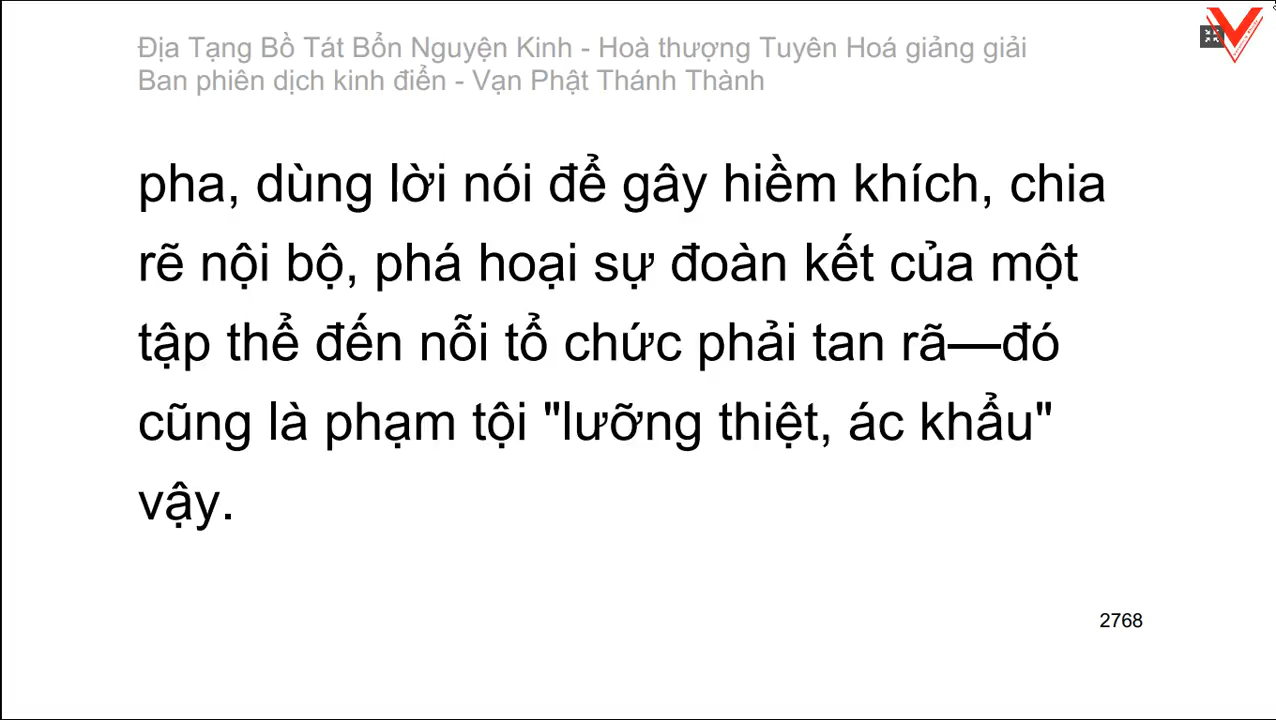 Địa Tạng Bồ Tát Bổn Nguyện Kinh - Hoà thượng Tuyên Hoá giảng giải
Ban phiên dịch kinh điển - Vạn Phật Thánh Thành
pha, dùng lời nói để gây hiềm khích, chia
rẽ nội bộ, phá hoại sự đoàn kết của một
tập thể đến nỗi tổ chức phải tan rã—đó
cũng là phạm tội "lưỡng thiệt, ác khẩu"
vậy.
2768